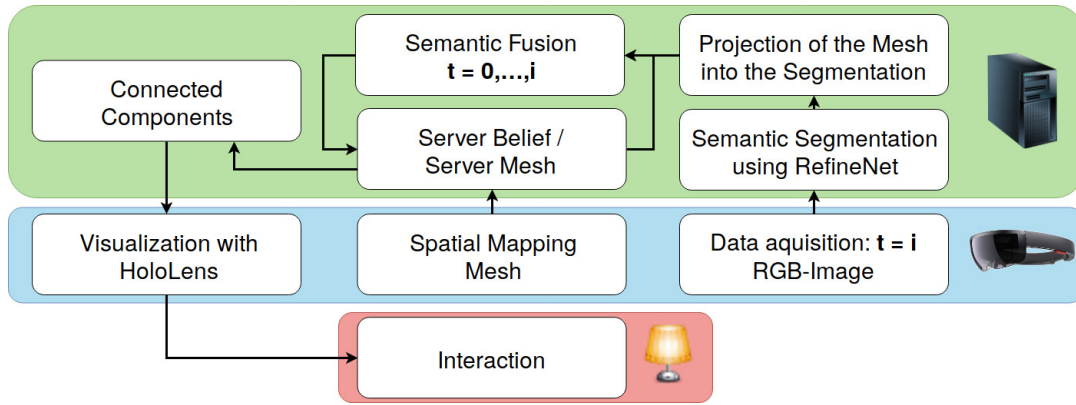 Semantic Fusion
t = 0,...,i
Projection of the Mesh
into the Segmentation
Connected
Components
Server Belief /
Server Mesh
Semantic Segmentation
using RefineNet
Visualization with
HoloLens
Spatial Mapping
Mesh
Data aquisition: t = i
RGB-Image
Interaction